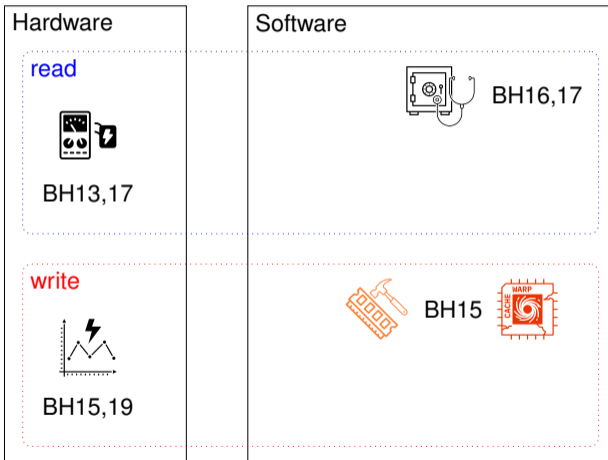 Hardware
Software
read
BH16,17
BH13,17
write
BH15
CACHE
WARP
BH15,19